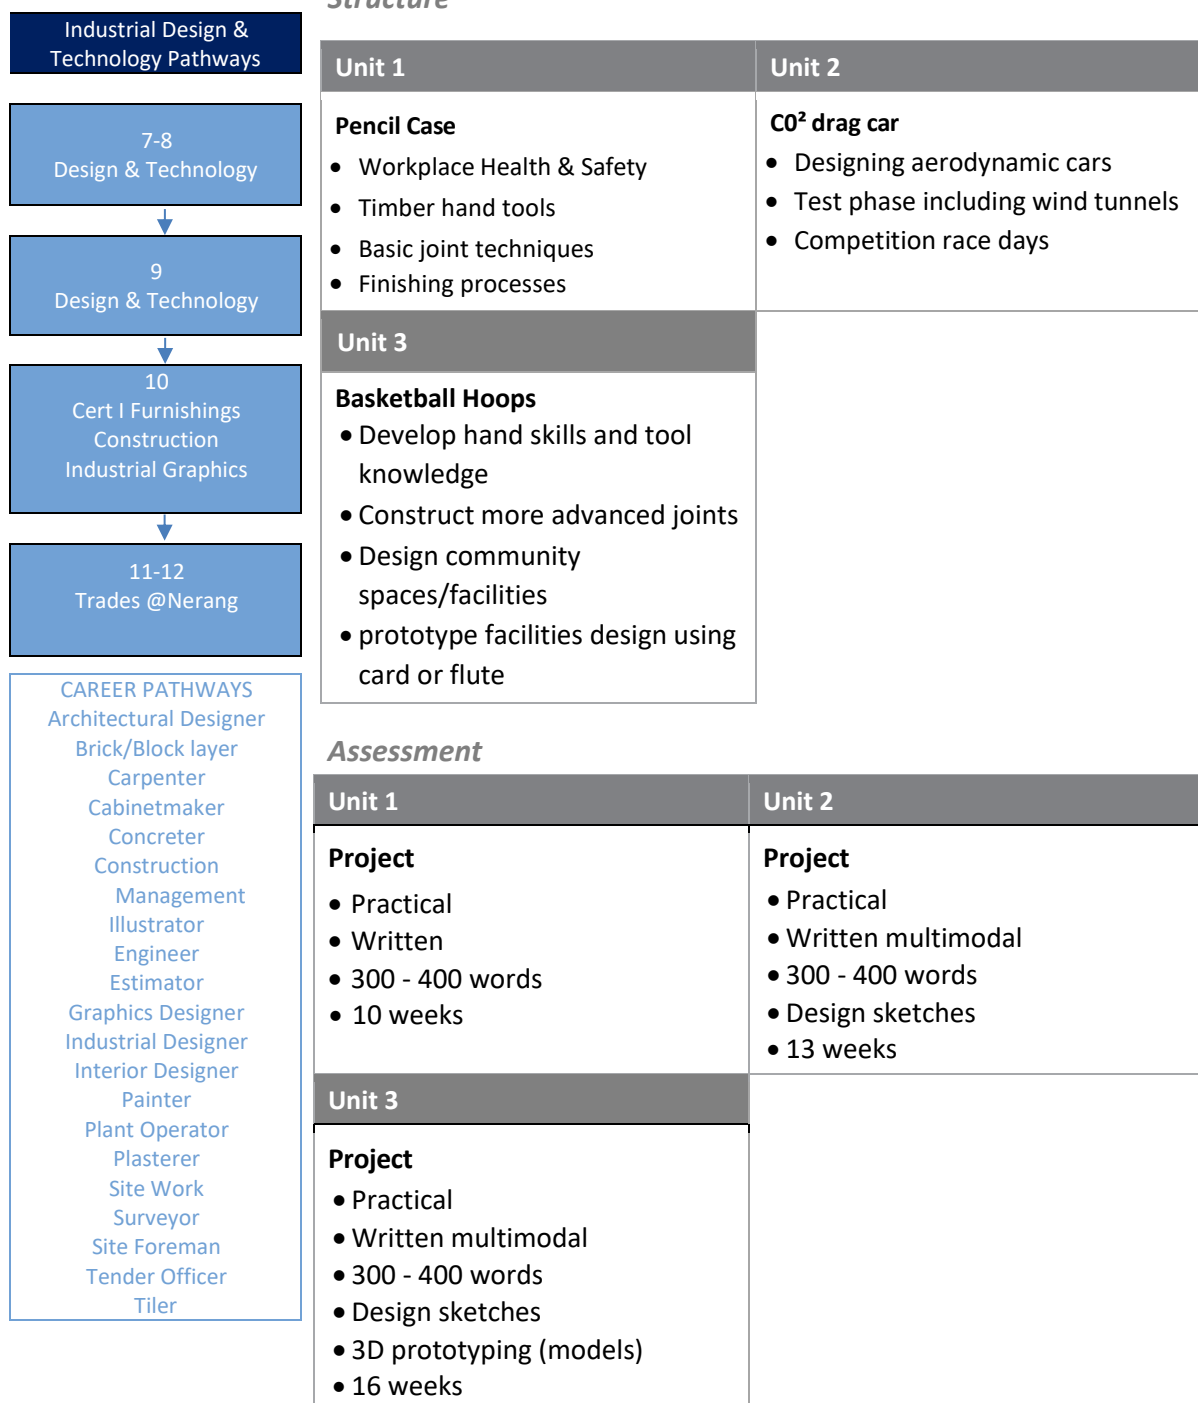 Industrial Design &
Technology Pathways
7-8
Design & Technology
9
Design & Technology
10
Cert I Furnishings
Construction
Industrial Graphics
11-12
Trades @Nerang
CAREER PATHWAYS
Architectural Designer
Brick/Block layer
Carpenter
Cabinetmaker
Concreter
Construction
Management
Illustrator
Engineer
Estimator
Graphics Designer
Industrial Designer
Interior Designer
Painter
Plant Operator
Plasterer
Site Work
Surveyor
Site Foreman
Tender Officer
Tiler
Structure
Unit 1
Pencil Case
• Workplace Health & Safety
• Timber hand tools
• Basic joint techniques
• Finishing processes
Unit 2
C0² drag car
• Designing aerodynamic cars
• Test phase including wind tunnels
• Competition race days
Unit 3
Basketball Hoops
• Develop hand skills and tool
knowledge
• Construct more advanced joints
• Design community
spaces/facilities
• prototype facilities design using
card or flute
Assessment
Unit 1
Project
• Practical
• Written
• 300 - 400 words
• 10 weeks
Unit 2
Project
• Practical
• Written multimodal
• 300 - 400 words
• Design sketches
• 13 weeks
Unit 3
Project
• Practical
• Written multimodal
• 300 - 400 words
• Design sketches
• 3D prototyping (models)
• 16 weeks